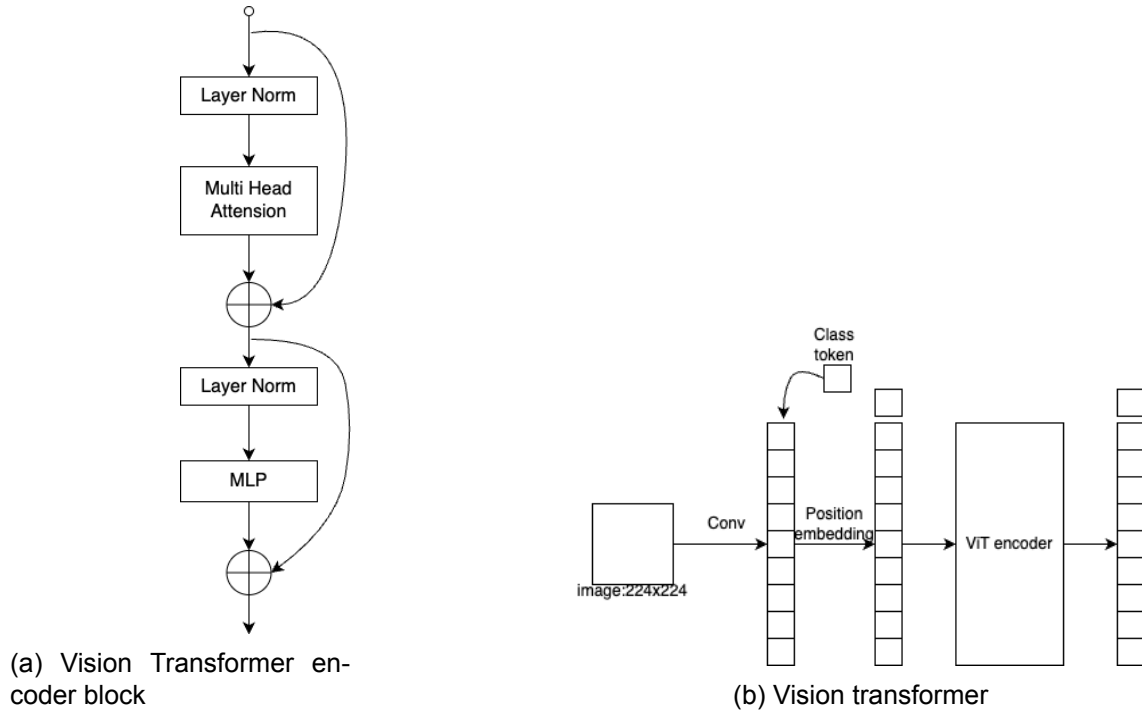 Layer Norm
Multi Head
Attension
Layer Norm
MLP
(a) Vision Transformer en-
coder block
Class
token
Conv
Position
embedding
ViT encoder
image:224x224
(b) Vision transformer